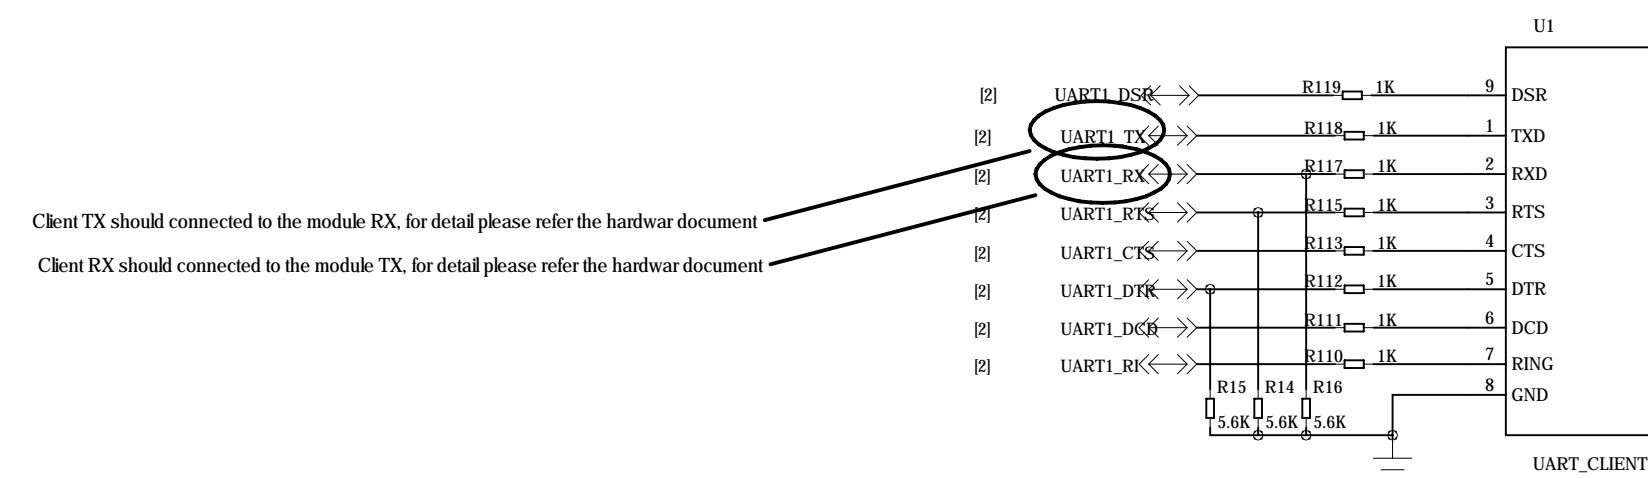 U1
[2] UART1_DSR R119 1K 9 DSR
[2] UART1_TX R118 1K 1 TXD
[2] UART1_RX R117 1K 2 RXD
[2] UART1_RTS R115 1K 3 RTS
Client TX should connected to the module RX, for detail please refer the hardwar document
[2] UART1_CTS R113 1K 4 CTS
Client RX should connected to the module TX, for detail please refer the hardwar document
[2] UART1_DTR R112 1K 5 DTR
[2] UART1_DCD R111 1K 6 DCD
[2] UART1_RI R110 1K 7 RING
R15 R14 R16 8 GND
5.6K 5.6K 5.6K
UART_CLIENT